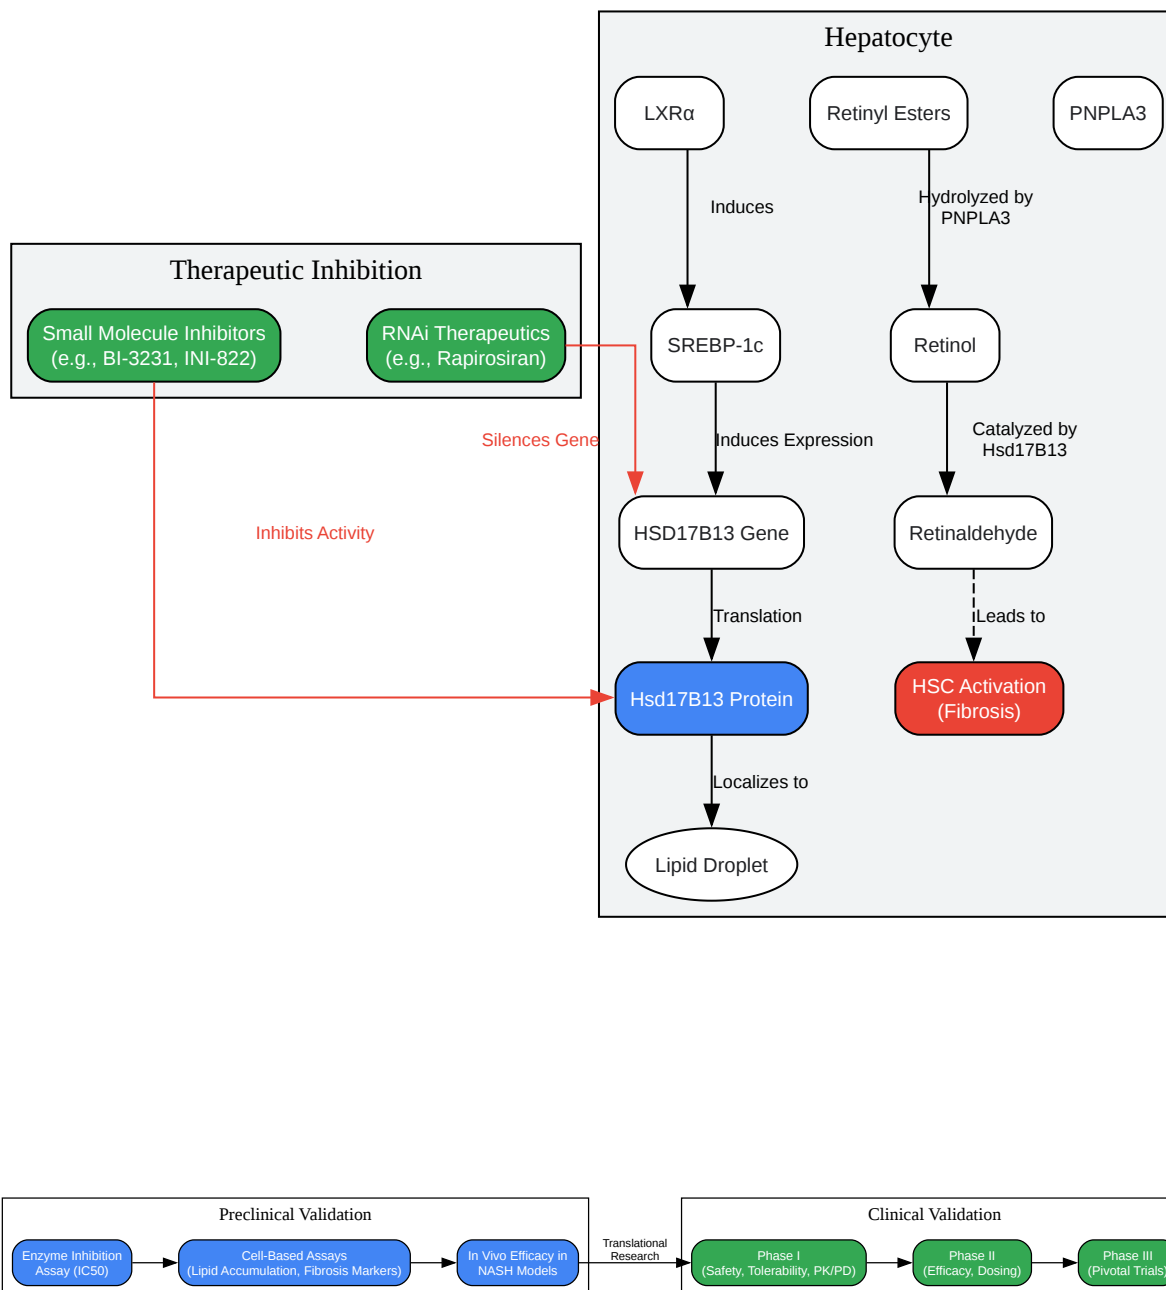 Hepatocyte
LXRα
Retinyl Esters
PNPLA3
Induces
Hydrolyzed by
PNPLA3
Therapeutic Inhibition
Small Molecule Inhibitors
(e.g., BI-3231, INI-822)
RNAi Therapeutics
(e.g., Rapirosiran)
SREBP-1c
Retinol
Silences Gene
Induces Expression
Catalyzed by
Hsd17B13
Inhibits Activity
HSD17B13 Gene
Retinaldehyde
Translation
Leads to
Hsd17B13 Protein
HSC Activation
(Fibrosis)
Localizes to
Lipid Droplet
Preclinical Validation
Enzyme Inhibition
Assay (IC50)
Cell-Based Assays
(Lipid Accumulation, Fibrosis Markers)
In Vivo Efficacy in
NASH Models
Translational
Research
Clinical Validation
Phase I
(Safety, Tolerability, PK/PD)
Phase II
(Efficacy, Dosing)
Phase III
(Pivotal Trials)